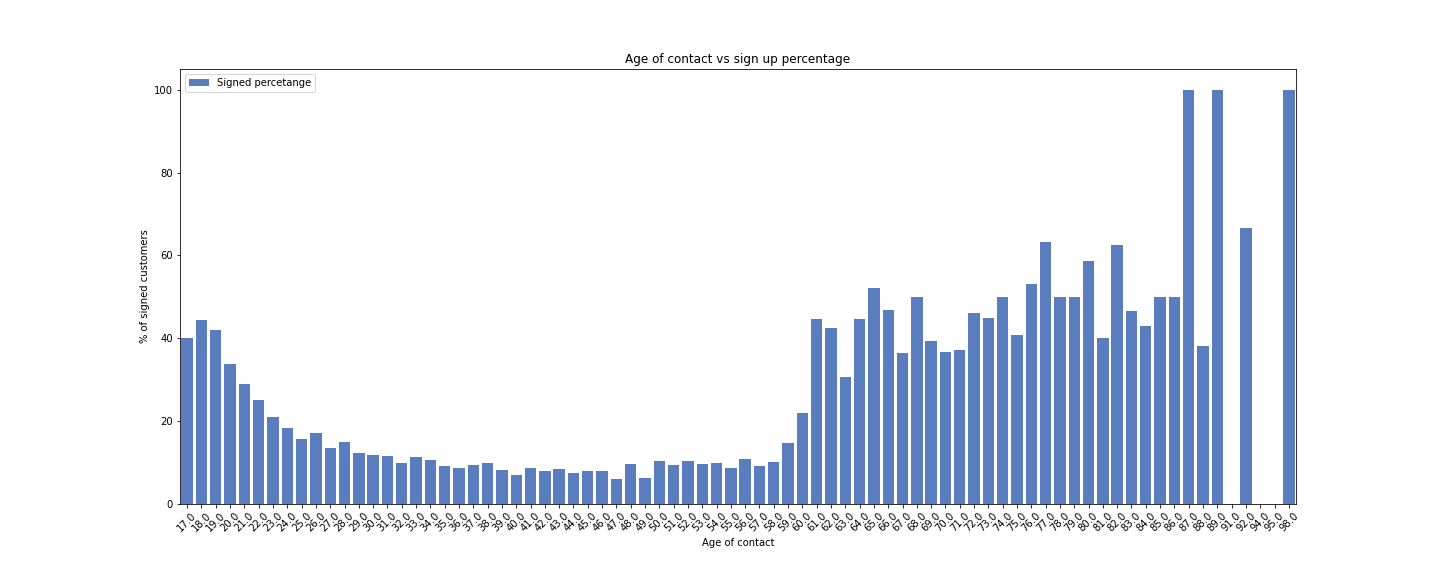 Age of contact vs sign up percentage
Signed percetange
100
80
60
40
20
0
% of signed customers
17.0 18.0 19.0 20.0 21.0 22.0 23.0 24.0 25.0 26.0 27.0 28.0 29.0 30.0 31.0 32.0 33.0 34.0 35.0 36.0 37.0 38.0 39.0 40.0 41.0 42.0 43.0 44.0 45.0 46.0 47.0 48.0 49.0 50.0 51.0 52.0 53.0 54.0 55.0 56.0 57.0 58.0 59.0 60.0 61.0 62.0 63.0 64.0 65.0 66.0 67.0 68.0 69.0 70.0 71.0 72.0 73.0 74.0 75.0 76.0 77.0 78.0 79.0 80.0 81.0 82.0 83.0 84.0 85.0 86.0 87.0 88.0 89.0 91.0 92.0 94.0 95.0 98.0
Age of contact